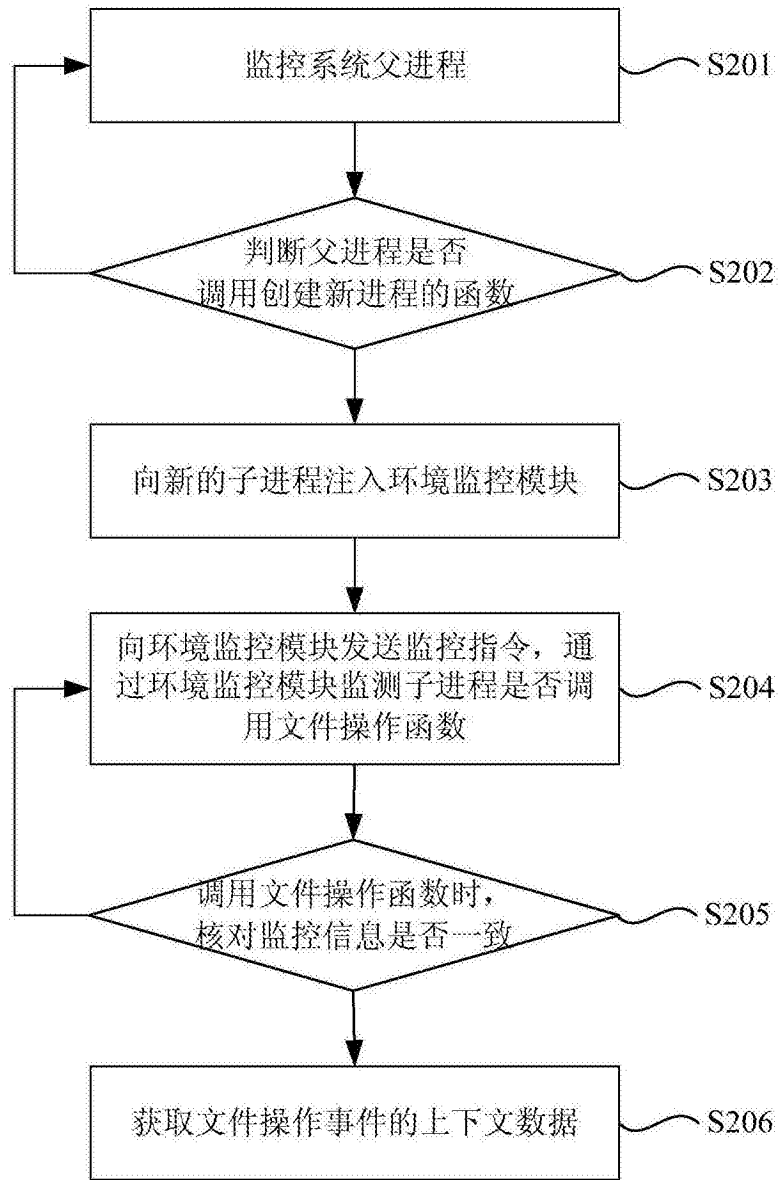 监控系统父进程
S201
判断父进程是否
调用创建新进程的函数
S202
向新的子进程注入环境监控模块
S203
向环境监控模块发送监控指令，通
过环境监控模块监测子进程是否调
用文件操作函数
S204
调用文件操作函数时，
核对监控信息是否一致
S205
获取文件操作事件的上下文数据
S206